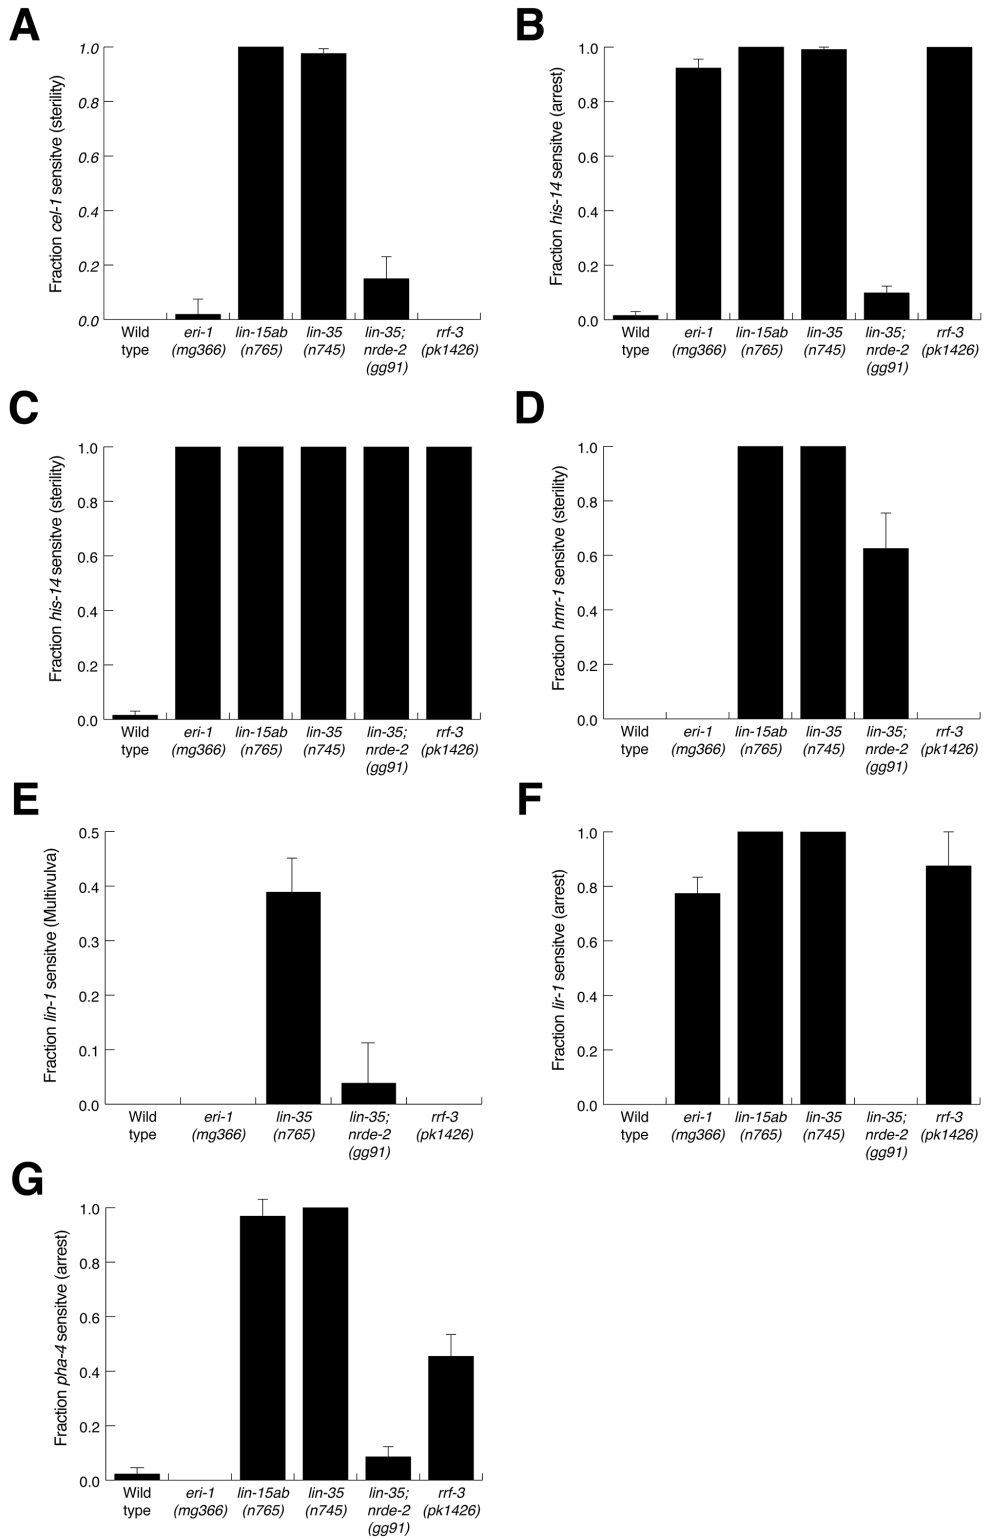 A
Fraction cel-1 sensitve (sterility)
1.0
0.8
0.6
0.4
0.2
0.0
Wild eri-1 lin-15ab lin-35 lin-35; rrf-3
type (mg366) (n765) (n745) nrde-2 (pk1426)
(gg91)
B
Fraction his-14 sensitve (arrest)
1.0
0.8
0.6
0.4
0.2
0.0
Wild eri-1 lin-15ab lin-35 lin-35; rrf-3
type (mg366) (n765) (n745) nrde-2 (pk1426)
(gg91)
C
Fraction his-14 sensitve (sterility)
1.0
0.8
0.6
0.4
0.2
0.0
Wild eri-1 lin-15ab lin-35 lin-35; rrf-3
type (mg366) (n765) (n745) nrde-2 (pk1426)
(gg91)
D
Fraction hmr-1 sensitve (sterility)
1.0
0.8
0.6
0.4
0.2
0.0
Wild eri-1 lin-15ab lin-35 lin-35; rrf-3
type (mg366) (n765) (n745) nrde-2 (pk1426)
(gg91)
E
Fraction lin-1 sensitve (Multivulva)
0.5
0.4
0.3
0.2
0.1
0.0
Wild eri-1 lin-35 lin-35; rrf-3
type (mg366) (n765) nrde-2 (pk1426)
(gg91)
F
Fraction lir-1 sensitve (arrest)
1.0
0.8
0.6
0.4
0.2
0.0
Wild eri-1 lin-15ab lin-35 lin-35; rrf-3
type (mg366) (n765) (n745) nrde-2 (pk1426)
(gg91)
G
Fraction pha-4 sensitve (arrest)
1.0
0.8
0.6
0.4
0.2
0.0
Wild eri-1 lin-15ab lin-35 lin-35; rrf-3
type (mg366) (n765) (n745) nrde-2 (pk1426)
(gg91)